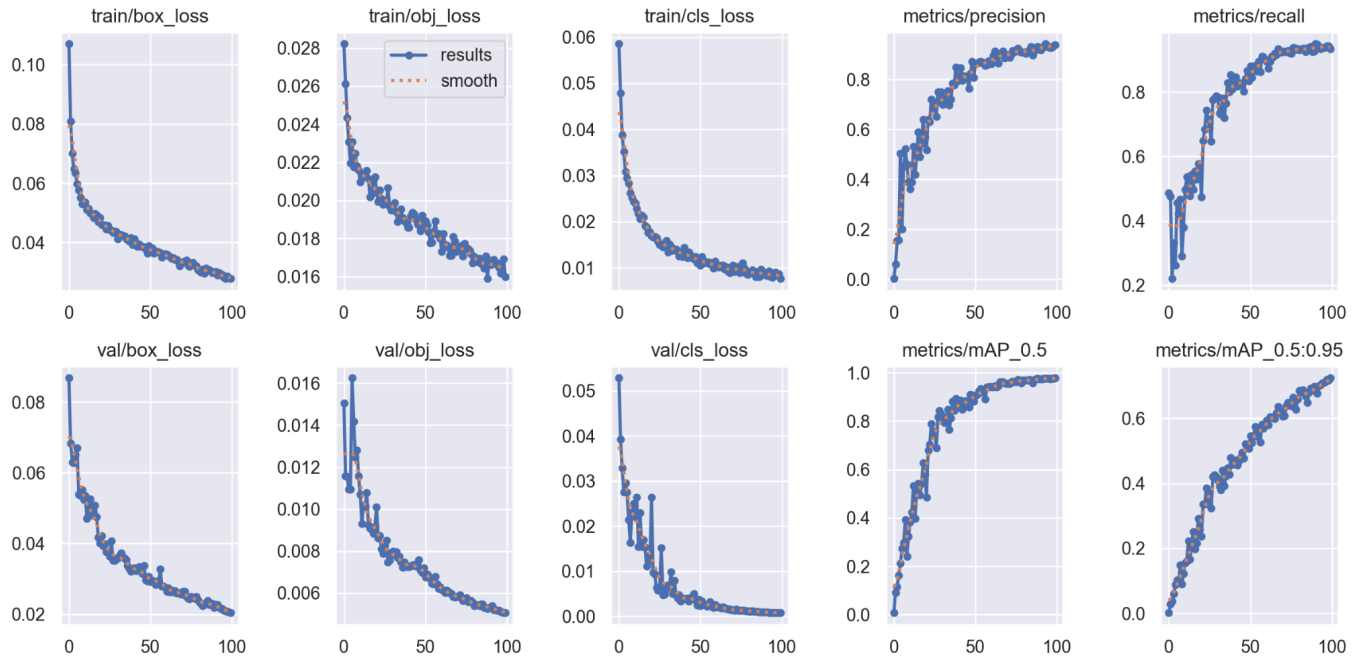 train/box_loss
0.10
0.08
0.06
0.04
0 50 100
train/obj_loss
0.028
0.026
0.024
0.022
0.020
0.018
0.016
0 50 100
results
smooth
train/cls_loss
0.06
0.05
0.04
0.03
0.02
0.01
0 50 100
metrics/precision
0.8
0.6
0.4
0.2
0.0
0 50 100
metrics/recall
0.8
0.6
0.4
0.2
0 50 100
val/box_loss
0.08
0.06
0.04
0.02
0 50 100
val/obj_loss
0.016
0.014
0.012
0.010
0.008
0.006
0 50 100
val/cls_loss
0.05
0.04
0.03
0.02
0.01
0.00
0 50 100
metrics/mAP_0.5
1.0
0.8
0.6
0.4
0.2
0.0
0 50 100
metrics/mAP_0.5:0.95
0.6
0.4
0.2
0.0
0 50 100